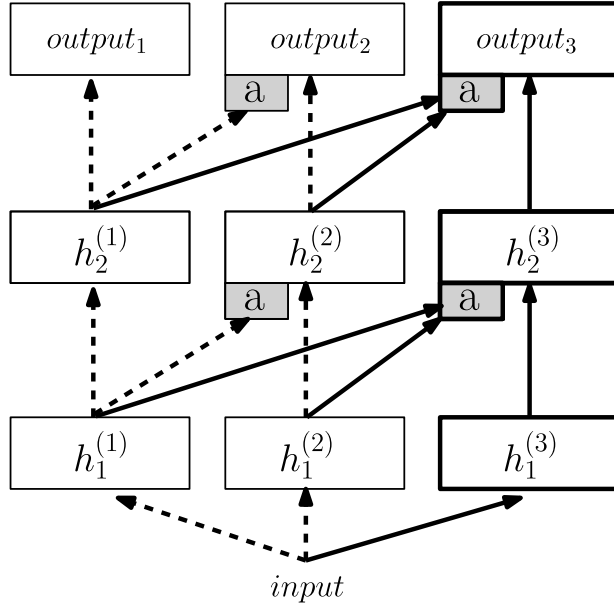 output₁ output₂ output₃
a a
h₂⁽¹⁾ h₂⁽²⁾ h₂⁽³⁾
a a
h₁⁽¹⁾ h₁⁽²⁾ h₁⁽³⁾
input